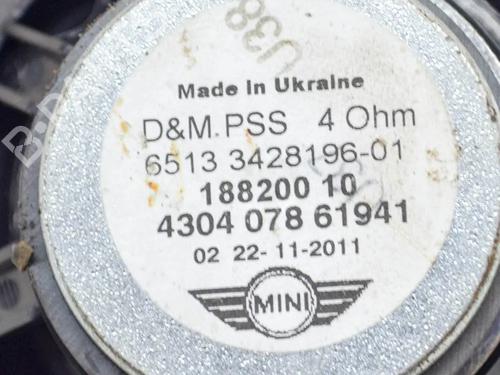 U38
Made in Ukraine
D&M.PSS 4 Ohm
6513 3428196-01
188200 10
4304 078 61941
02 22-11-2011
MINI